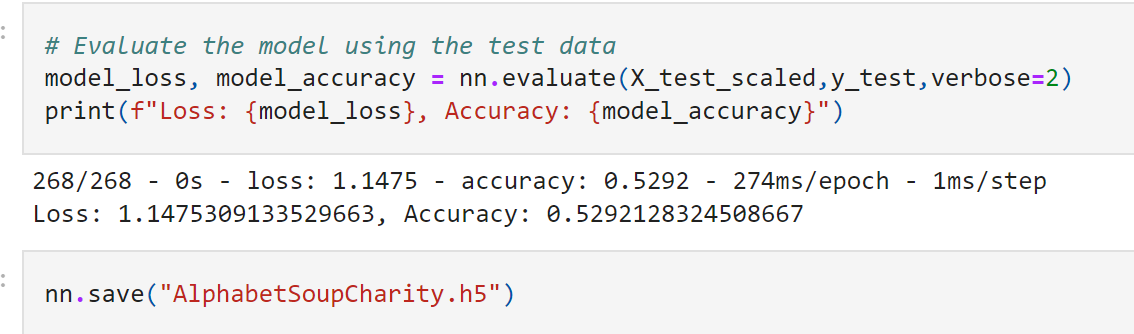 :
# Evaluate the model using the test data
model_loss, model_accuracy = nn.evaluate(X_test_scaled,y_test,verbose=2)
print(f"Loss: {model_loss}, Accuracy: {model_accuracy}")
268/268 - 0s - loss: 1.1475 - accuracy: 0.5292 - 274ms/epoch - 1ms/step
Loss: 1.1475309133529663, Accuracy: 0.5292128324508667
:
nn.save("AlphabetSoupCharity.h5")